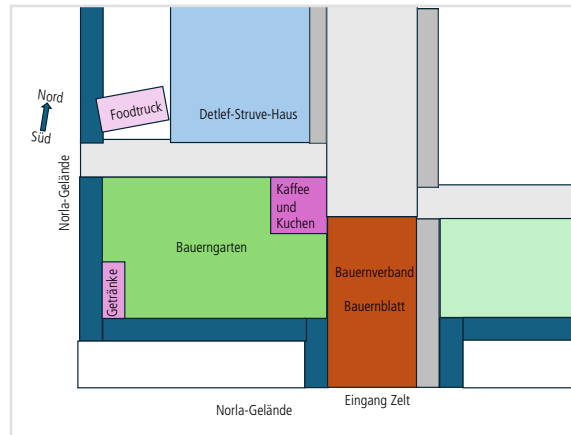 Nord
Süd
Foodtruck
Detlef-Struve-Haus
Norla-Gelände
Kaffee
und
Kuchen
Bauerngarten
Getränke
Bauernverband
Bauernblatt
Eingang Zelt
Norla-Gelände